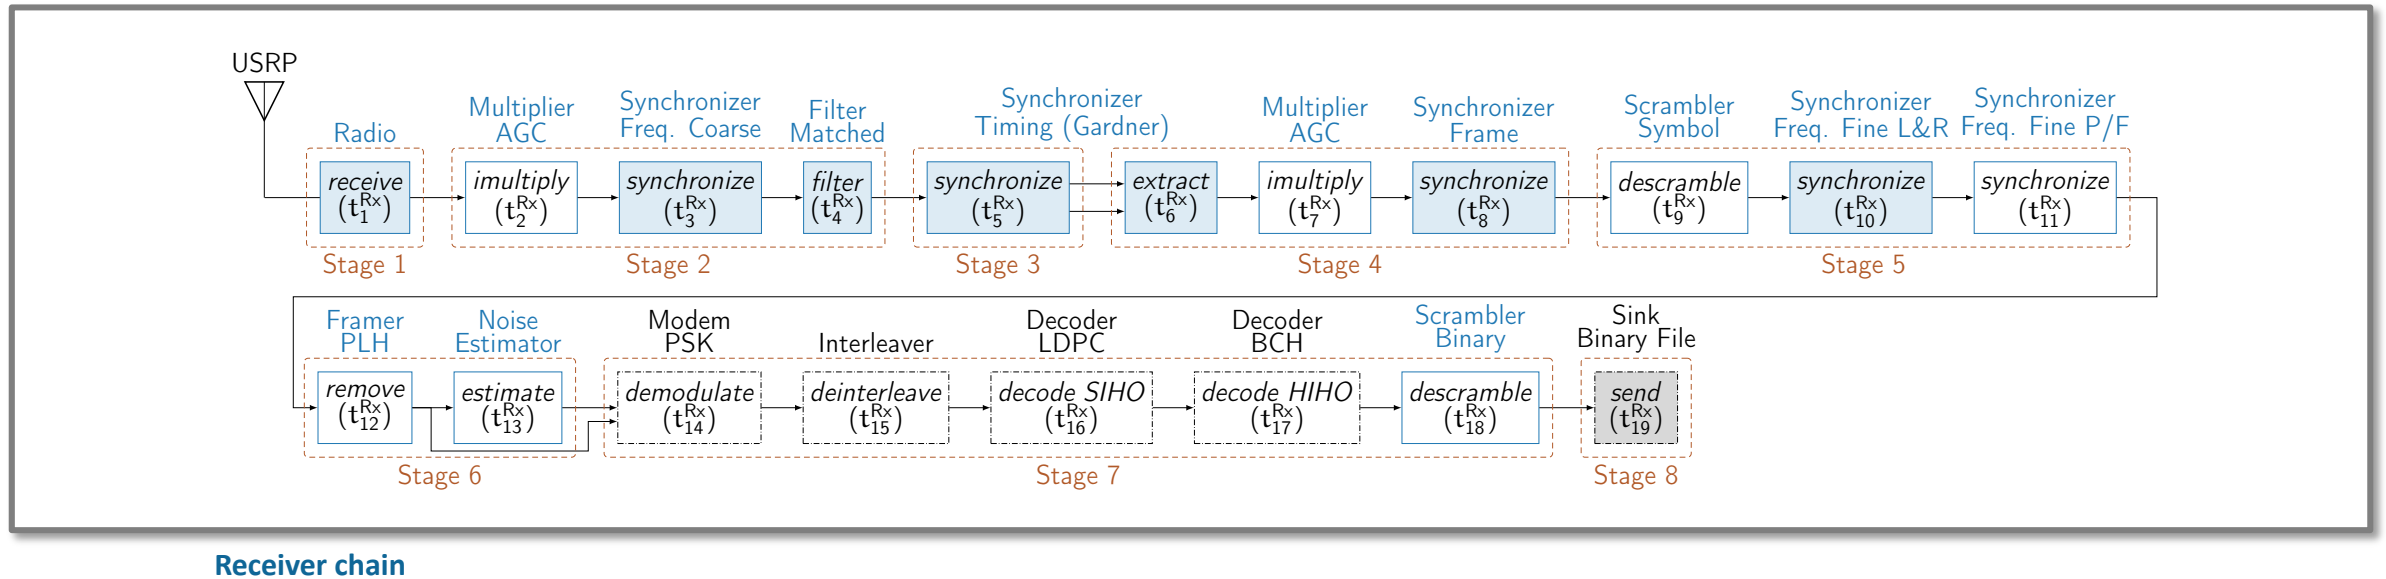 USRP
Radio
Multiplier
AGC
Synchronizer
Freq. Coarse
Filter
Matched
Synchronizer
Timing (Gardner)
Multiplier
AGC
Synchronizer
Frame
Scrambler
Symbol
Synchronizer
Freq. Fine L&R
Synchronizer
Freq. Fine P/F
receive
(t₁ᴿˣ)
imultiply
(t₂ᴿˣ)
synchronize
(t₃ᴿˣ)
filter
(t₄ᴿˣ)
synchronize
(t₅ᴿˣ)
extract
(t₆ᴿˣ)
imultiply
(t₇ᴿˣ)
synchronize
(t₈ᴿˣ)
descramble
(t₉ᴿˣ)
synchronize
(t₁₀ᴿˣ)
synchronize
(t₁₁ᴿˣ)
Stage 1
Stage 2
Stage 3
Stage 4
Stage 5
Framer
PLH
Noise
Estimator
Modem
PSK
Interleaver
Decoder
LDPC
Decoder
BCH
Scrambler
Binary
Sink
Binary File
remove
(t₁₂ᴿˣ)
estimate
(t₁₃ᴿˣ)
demodulate
(t₁₄ᴿˣ)
deinterleave
(t₁₅ᴿˣ)
decode SIHO
(t₁₆ᴿˣ)
decode HIHO
(t₁₇ᴿˣ)
descramble
(t₁₈ᴿˣ)
send
(t₁₉ᴿˣ)
Stage 6
Stage 7
Stage 8
Receiver chain